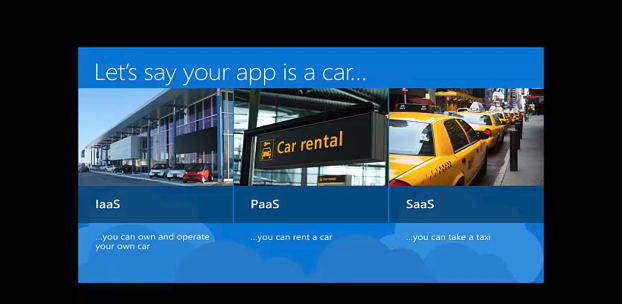 Let's say your app is a car...
Car rental
IaaS
PaaS
SaaS
...you can own and operate
your own car
...you can rent a car
...you can take a taxi